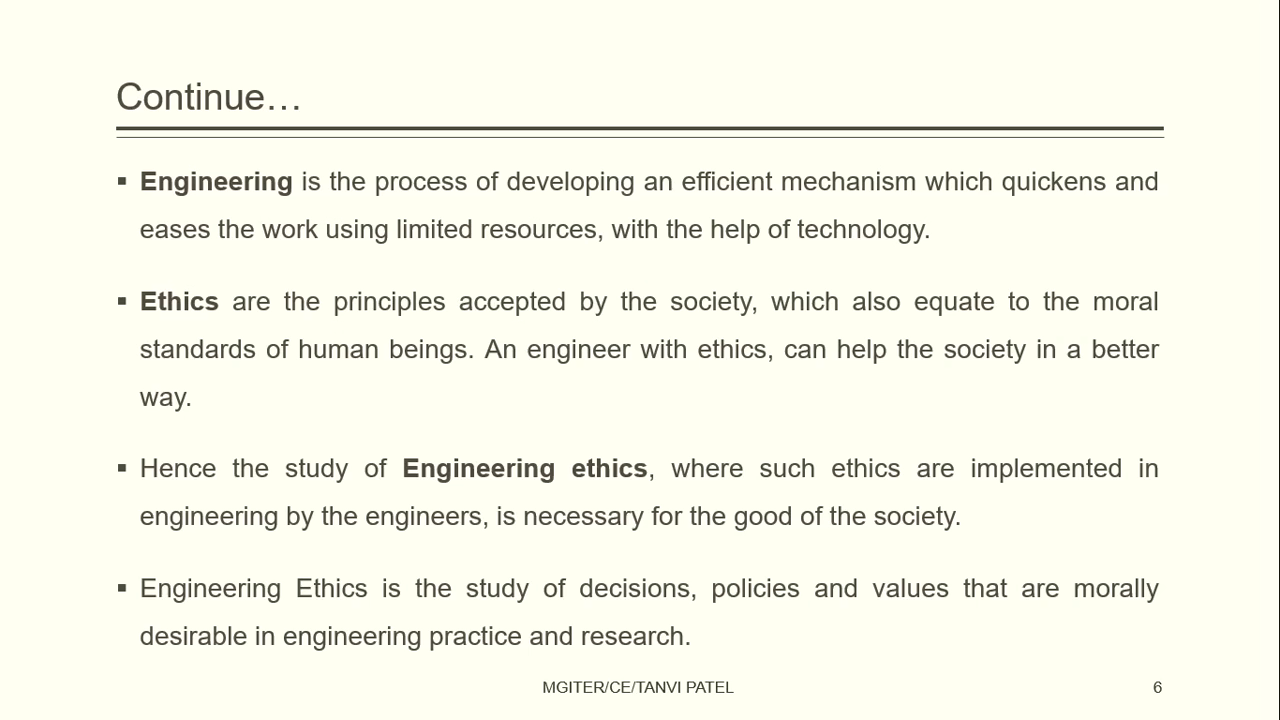 Continue…
▪ Engineering is the process of developing an efficient mechanism which quickens and
eases the work using limited resources, with the help of technology.
▪ Ethics are the principles accepted by the society, which also equate to the moral
standards of human beings. An engineer with ethics, can help the society in a better
way.
▪ Hence the study of Engineering ethics, where such ethics are implemented in
engineering by the engineers, is necessary for the good of the society.
▪ Engineering Ethics is the study of decisions, policies and values that are morally
desirable in engineering practice and research.
MGITER/CE/TANVI PATEL
6